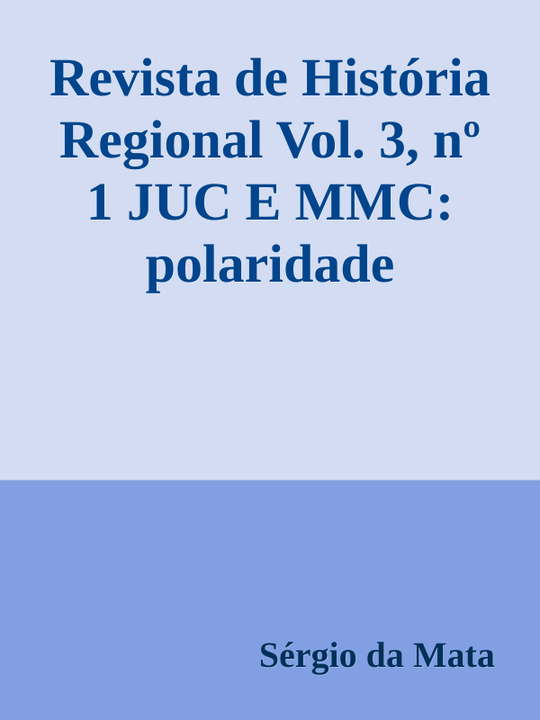 Revista de História
Regional Vol. 3, nº
1 JUC E MMC:
polaridade
Sérgio da Mata